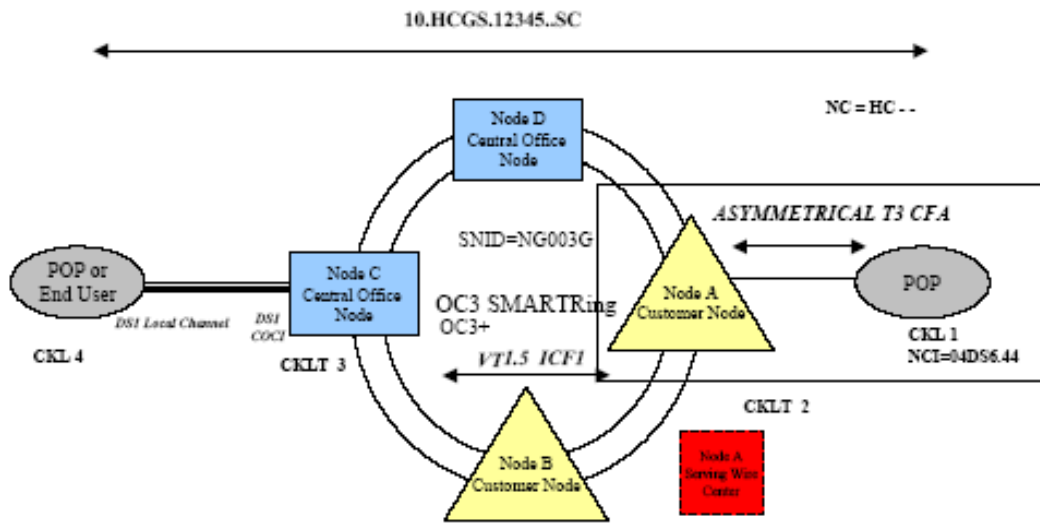 10.HCGS.12345..SC
NC = HC - -
Node D
Central Office
Node
ASYMMETRICAL T3 CFA
SNID=NG003G
POP or
End User
Node C
Central Office
Node
Node A
Customer Node
POP
OC3 SMARTRing
OC3+
DS1 Local Channel
DS1
COCI
CKL 1
NCI=04DS6.44
CKL 4
CKLT 3
VT1.5 ICF1
CKLT 2
Node B
Customer Node
Node A
Serving Wire
Center